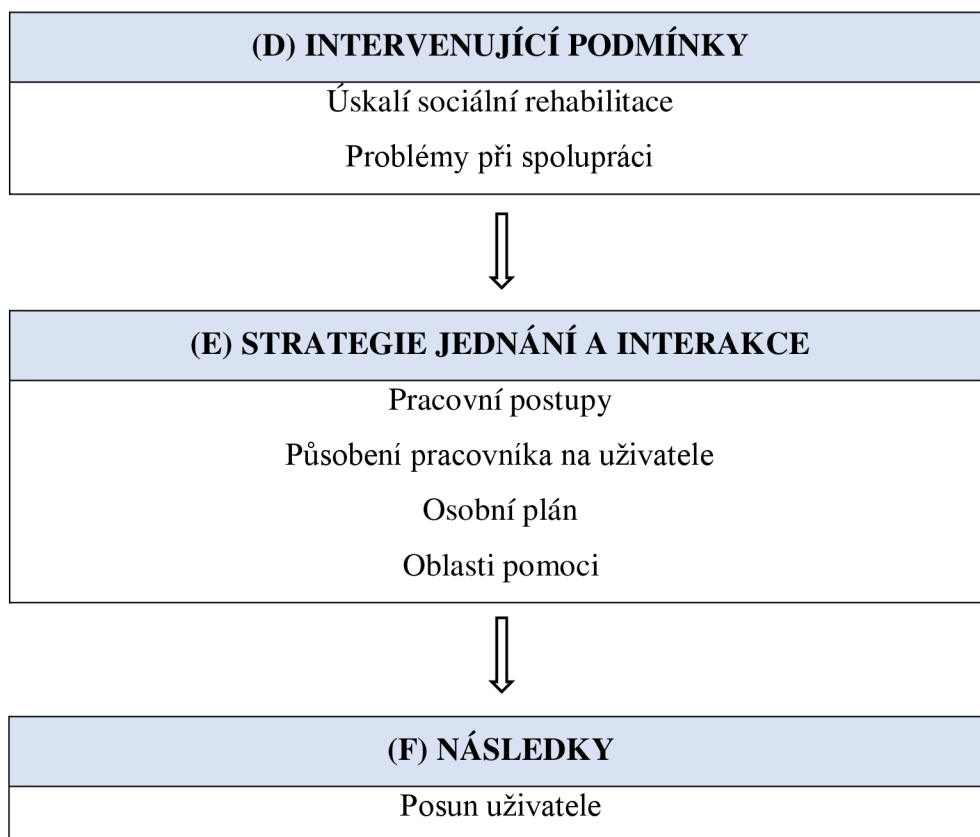 (D) INTERVENUJÍCÍ PODMÍNKY
Úskalí sociální rehabilitace
Problémy při spolupráci
(E) STRATEGIE JEDNÁNÍ A INTERAKCE
Pracovní postupy
Působení pracovníka na uživatele
Osobní plán
Oblasti pomoci
(F) NÁSLEDKY
Posun uživatele